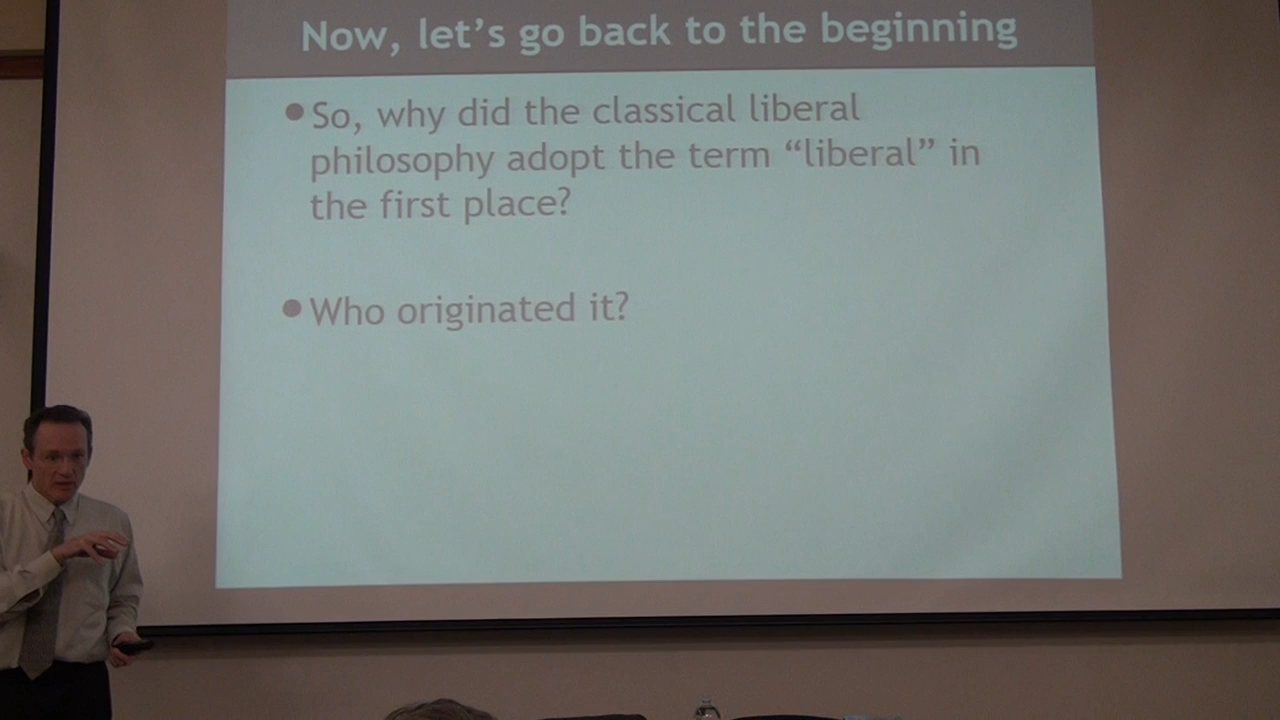 Now, let’s go back to the beginning
•So, why did the classical liberal
philosophy adopt the term “liberal” in
the first place?
•Who originated it?